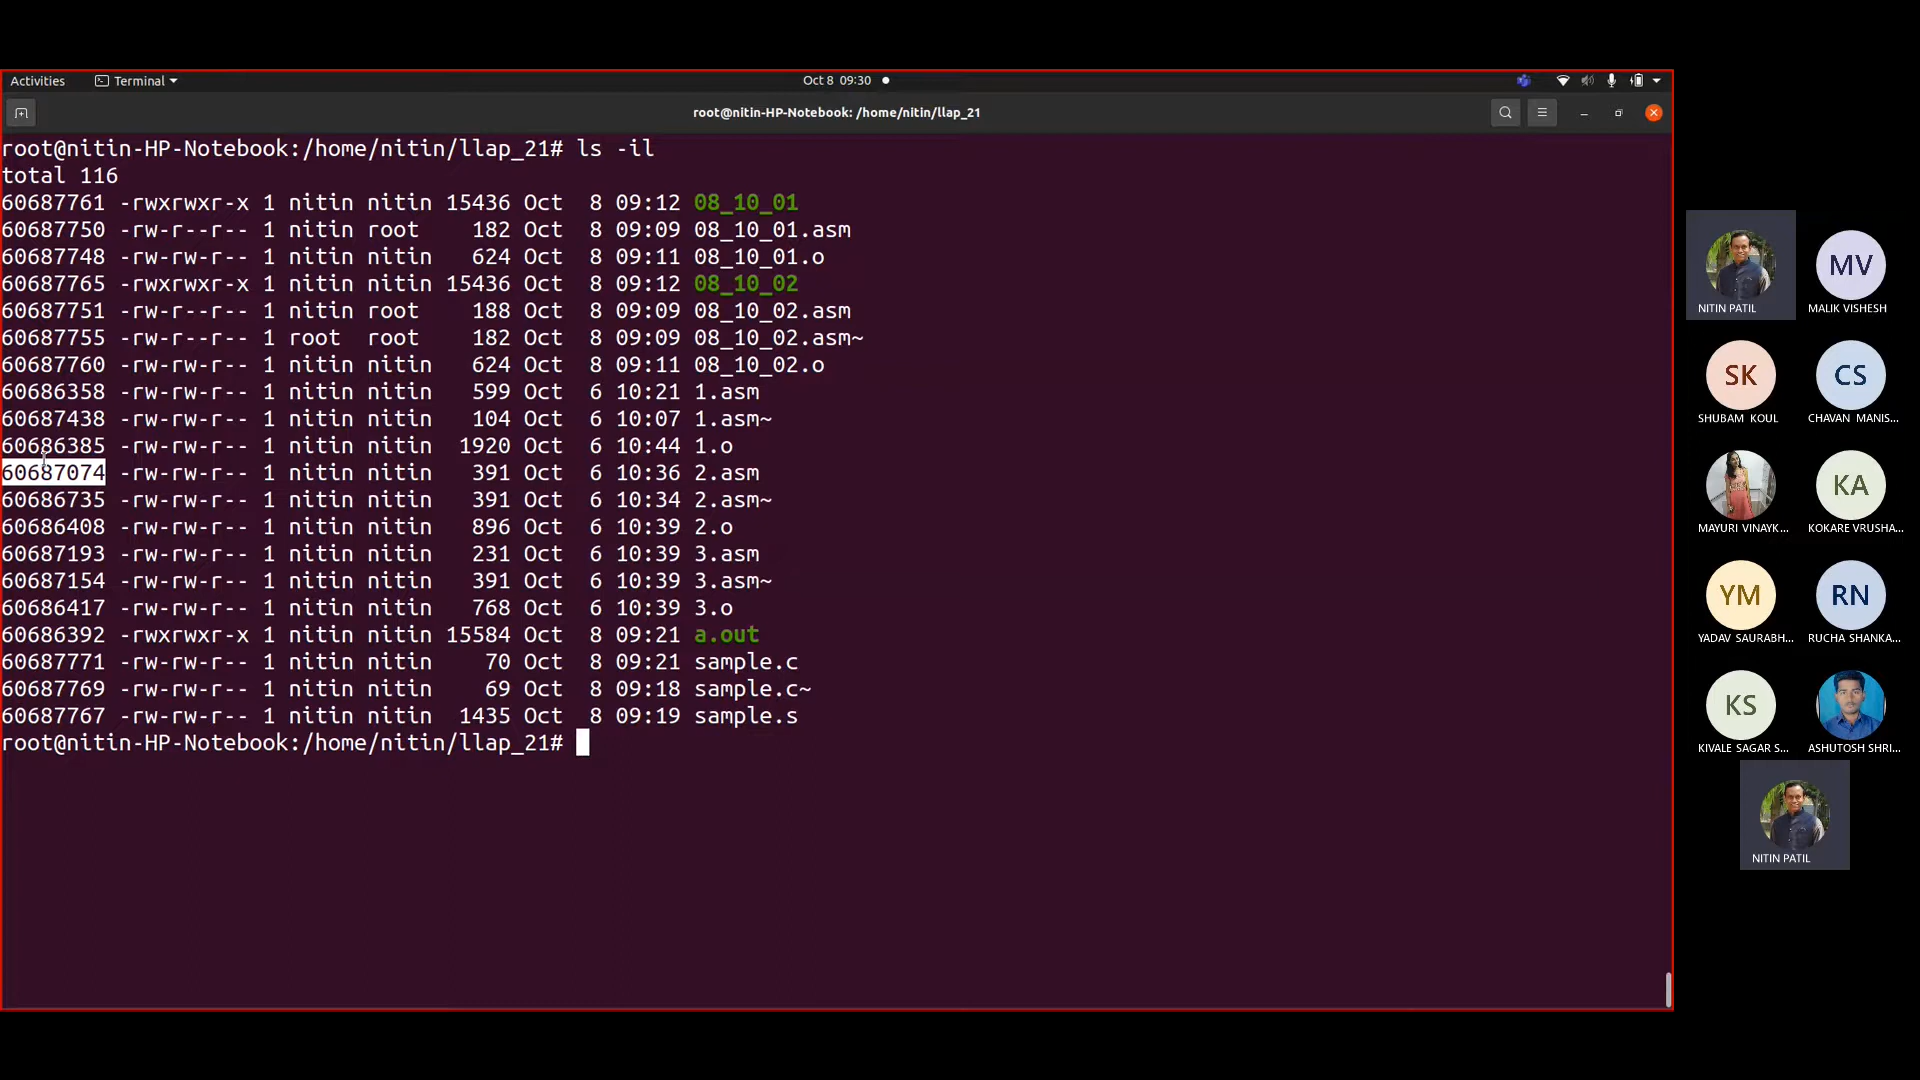 Activities
Terminal
Oct 8 09:30
root@nitin-HP-Notebook: /home/nitin/llap_21
root@nitin-HP-Notebook:/home/nitin/llap_21# ls -il
total 116
60687761 -rwxrwxr-x 1 nitin nitin 15436 Oct  8 09:12 08_10_01
60687750 -rw-r--r-- 1 nitin root    182 Oct  8 09:09 08_10_01.asm
60687748 -rw-rw-r-- 1 nitin nitin   624 Oct  8 09:11 08_10_01.o
60687765 -rwxrwxr-x 1 nitin nitin 15436 Oct  8 09:12 08_10_02
60687751 -rw-r--r-- 1 nitin root    188 Oct  8 09:09 08_10_02.asm
60687755 -rw-r--r-- 1 root  root    182 Oct  8 09:09 08_10_02.asm~
60687760 -rw-rw-r-- 1 nitin nitin   624 Oct  8 09:11 08_10_02.o
60686358 -rw-rw-r-- 1 nitin nitin   599 Oct  6 10:21 1.asm
60687438 -rw-rw-r-- 1 nitin nitin   104 Oct  6 10:07 1.asm~
60686385 -rw-rw-r-- 1 nitin nitin  1920 Oct  6 10:44 1.o
60687074 -rw-rw-r-- 1 nitin nitin   391 Oct  6 10:36 2.asm
60686735 -rw-rw-r-- 1 nitin nitin   391 Oct  6 10:34 2.asm~
60686408 -rw-rw-r-- 1 nitin nitin   896 Oct  6 10:39 2.o
60687193 -rw-rw-r-- 1 nitin nitin   231 Oct  6 10:39 3.asm
60687154 -rw-rw-r-- 1 nitin nitin   391 Oct  6 10:39 3.asm~
60686417 -rw-rw-r-- 1 nitin nitin   768 Oct  6 10:39 3.o
60686392 -rwxrwxr-x 1 nitin nitin 15584 Oct  8 09:21 a.out
60687771 -rw-rw-r-- 1 nitin nitin    70 Oct  8 09:21 sample.c
60687769 -rw-rw-r-- 1 nitin nitin    69 Oct  8 09:18 sample.c~
60687767 -rw-rw-r-- 1 nitin nitin  1435 Oct  8 09:19 sample.s
root@nitin-HP-Notebook:/home/nitin/llap_21#
NITIN PATIL
MV
MALIK VISHESH
SK
SHUBAM KOUL
CS
CHAVAN MANIS...
MAYURI VINAYK...
KA
KOKARE VRUSHA...
YM
YADAV SAURABH...
RN
RUCHA SHANKA...
KS
KIVALE SAGAR S...
ASHUTOSH SHRI...
NITIN PATIL